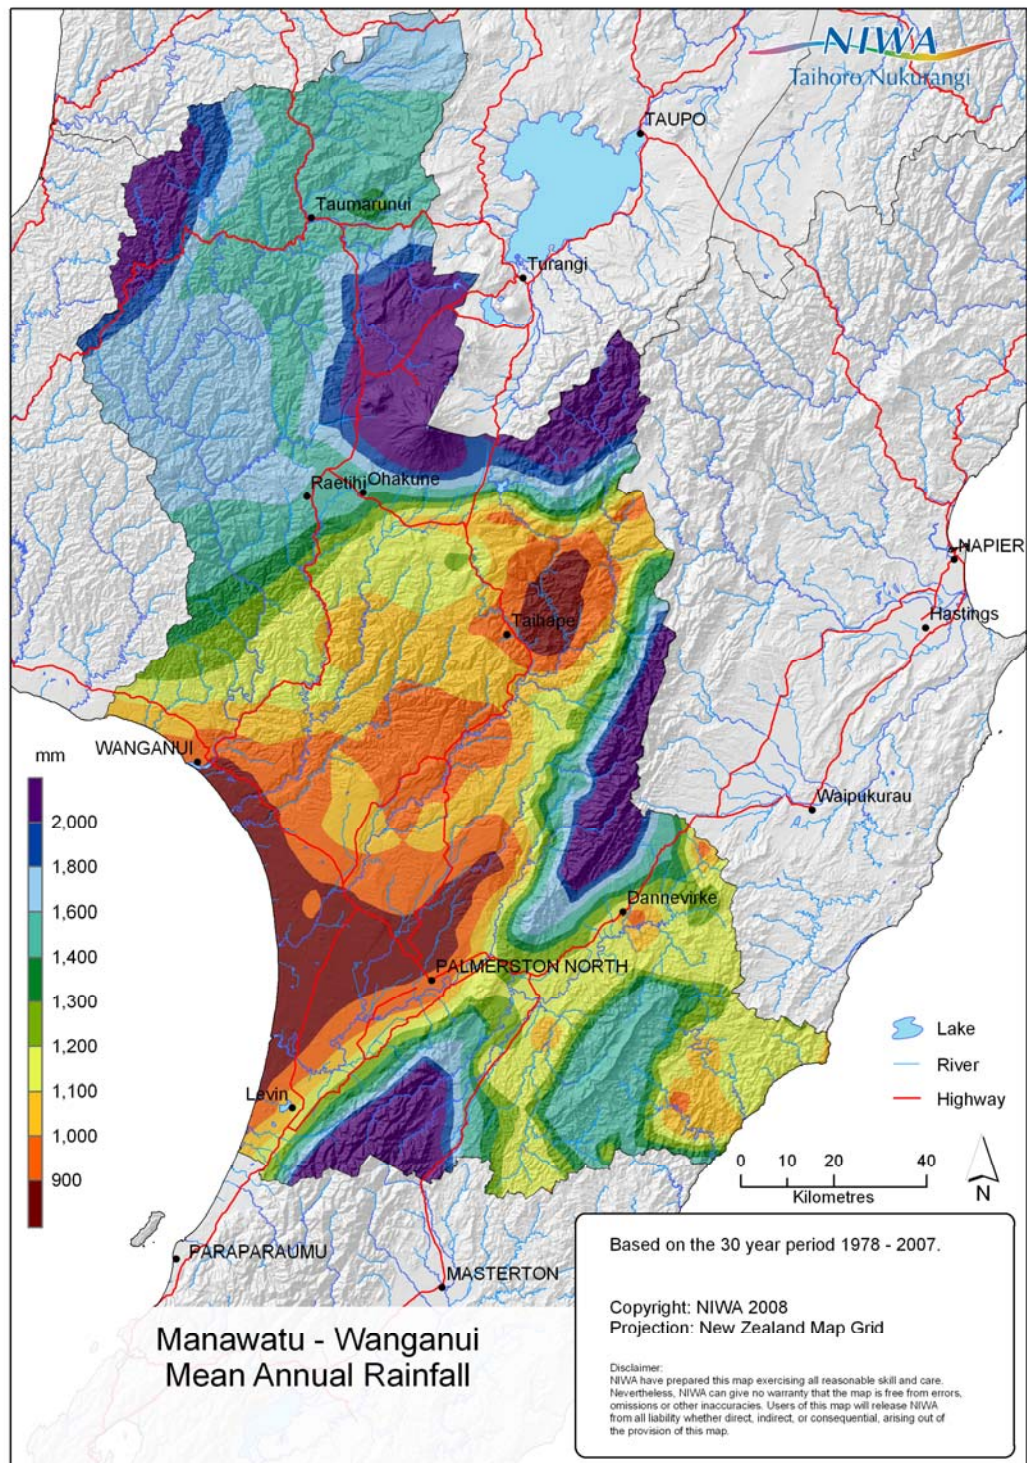 NIWA
Taihoro Nukurangi
TAUPO
Taumarunui
Turangi
Raetihi
Ohakune
NAPIER
Hastings
Taihape
WANGANUI
mm
2,000
1,800
1,600
1,400
1,300
1,200
1,100
1,000
900
Waipukurau
Dannevirke
PALMERSTON NORTH
Levin
Lake
River
Highway
0 10 20 40
Kilometres
N
PARAPARAUMU
MASTERTON
Manawatu - Wanganui
Mean Annual Rainfall
Based on the 30 year period 1978 - 2007.
Copyright: NIWA 2008
Projection: New Zealand Map Grid
Disclaimer:
NIWA have prepared this map exercising all reasonable skill and care.
Nevertheless, NIWA can give no warranty that the map is free from errors,
omissions or other inaccuracies. Users of this map will release NIWA
from all liability whether direct, indirect, or consequential, arising out of
the provision of this map.